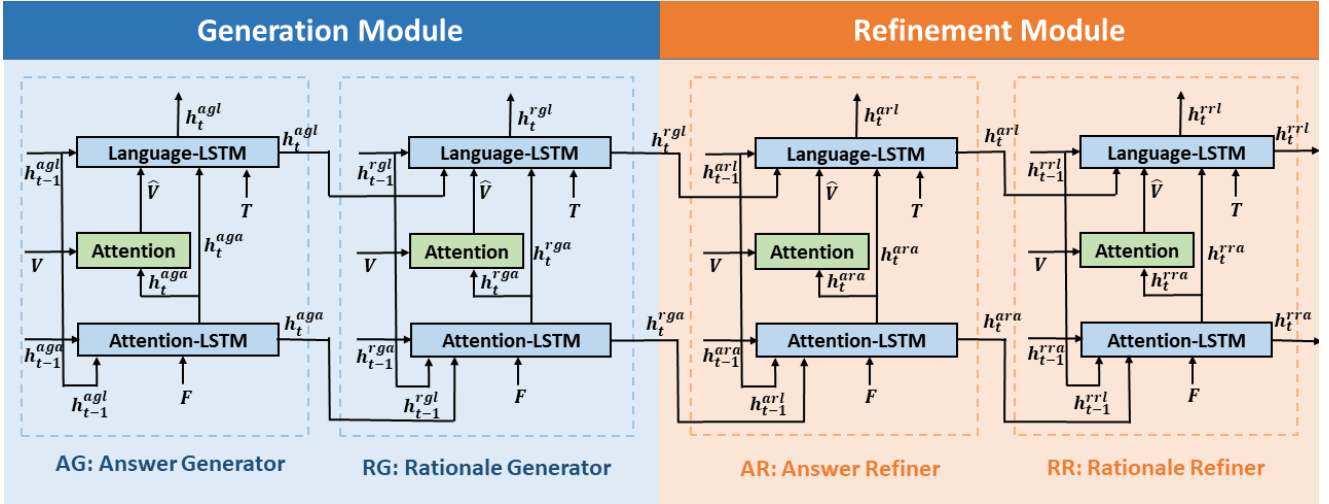 Generation Module
Refinement Module
h_t^{agl}
h_t^{agl}
Language-LSTM
h_{t-1}^{agl}
V̂
T
Attention
h_t^{aga}
V
h_t^{aga}
h_t^{aga}
Attention-LSTM
h_{t-1}^{aga}
h_{t-1}^{agl}
F
AG: Answer Generator
h_t^{rgl}
h_t^{rgl}
Language-LSTM
h_{t-1}^{rgl}
V̂
T
Attention
h_t^{rga}
V
h_t^{rga}
h_t^{rga}
Attention-LSTM
h_{t-1}^{rga}
h_{t-1}^{rgl}
F
RG: Rationale Generator
h_t^{arl}
h_t^{arl}
Language-LSTM
h_{t-1}^{arl}
V̂
T
Attention
h_t^{ara}
V
h_t^{ara}
h_t^{ara}
Attention-LSTM
h_{t-1}^{ara}
h_{t-1}^{arl}
F
AR: Answer Refiner
h_t^{rrl}
h_t^{rrl}
Language-LSTM
h_{t-1}^{rrl}
V̂
T
Attention
h_t^{rra}
V
h_t^{rra}
h_t^{rra}
Attention-LSTM
h_{t-1}^{rra}
h_{t-1}^{rrl}
F
RR: Rationale Refiner